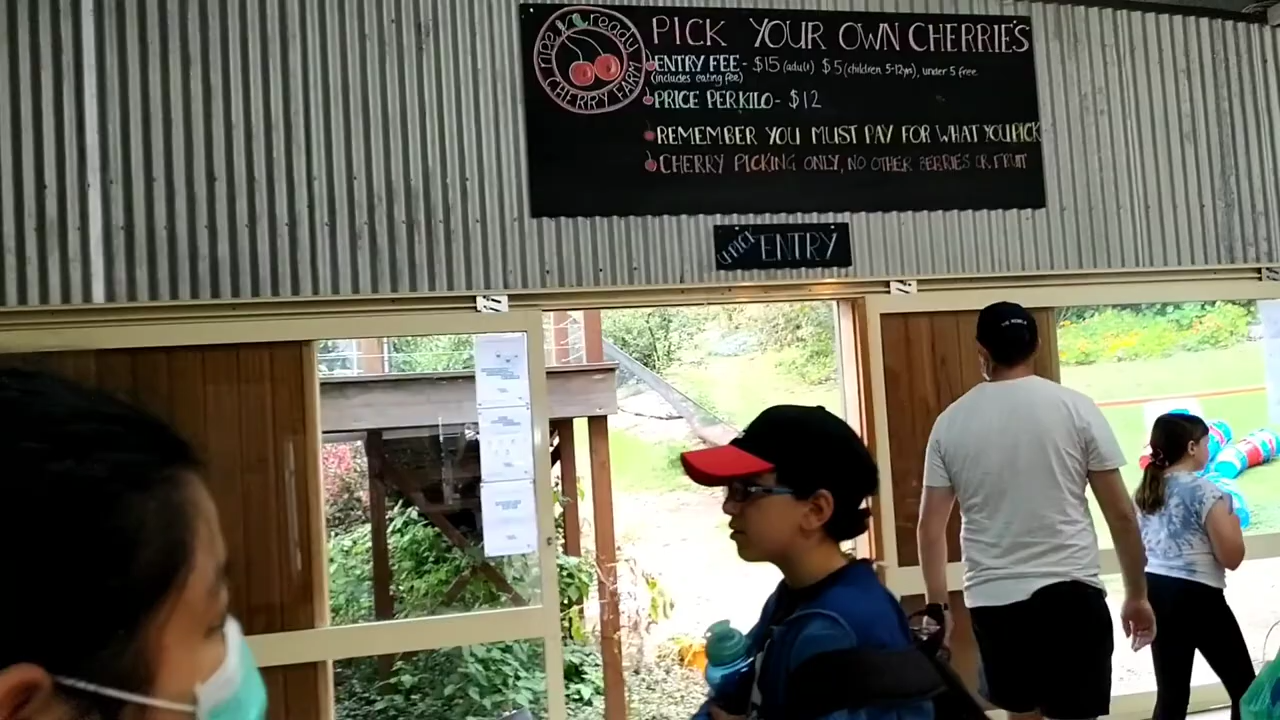 ripe n ready
CHERRY FARM
PICK YOUR OWN CHERRIE'S
ENTRY FEE - $15 (adult) $5 (children 5-12yrs), under 5 free
(includes eating fee)
PRICE PER KILO - $12
REMEMBER YOU MUST PAY FOR WHAT YOU PICK
CHERRY PICKING ONLY, NO OTHER BERRIES OR FRUIT
U-PICK ENTRY